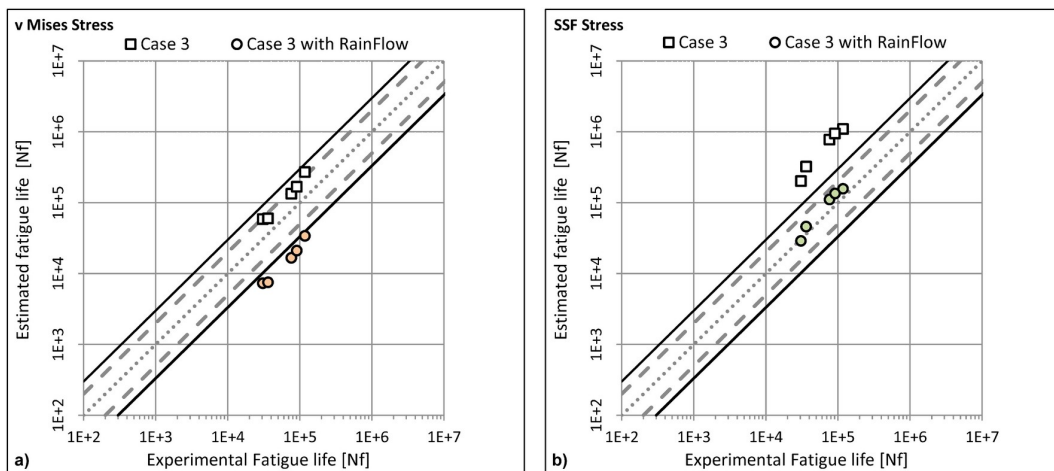 v Mises Stress
Case 3 Case 3 with RainFlow
Estimated fatigue life [Nf]
1E+7
1E+6
1E+5
1E+4
1E+3
1E+2
1E+2 1E+3 1E+4 1E+5 1E+6 1E+7
a) Experimental Fatigue life [Nf]
SSF Stress
Case 3 Case 3 with RainFlow
Estimated fatigue life [Nf]
1E+7
1E+6
1E+5
1E+4
1E+3
1E+2
1E+2 1E+3 1E+4 1E+5 1E+6 1E+7
b) Experimental Fatigue life [Nf]